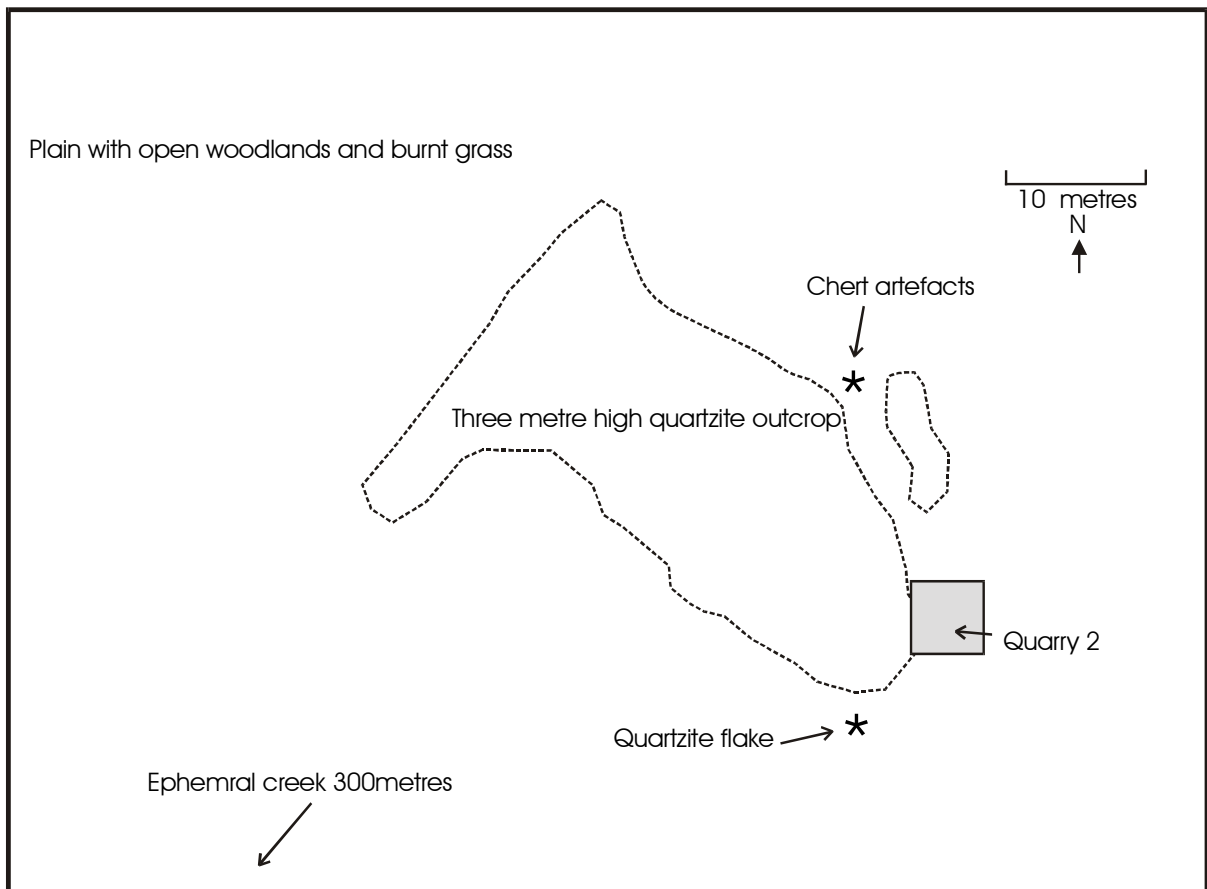 Plain with open woodlands and burnt grass
10 metres
N
Chert artefacts
Three metre high quartzite outcrop
Quarry 2
Quartzite flake
Ephemral creek 300metres